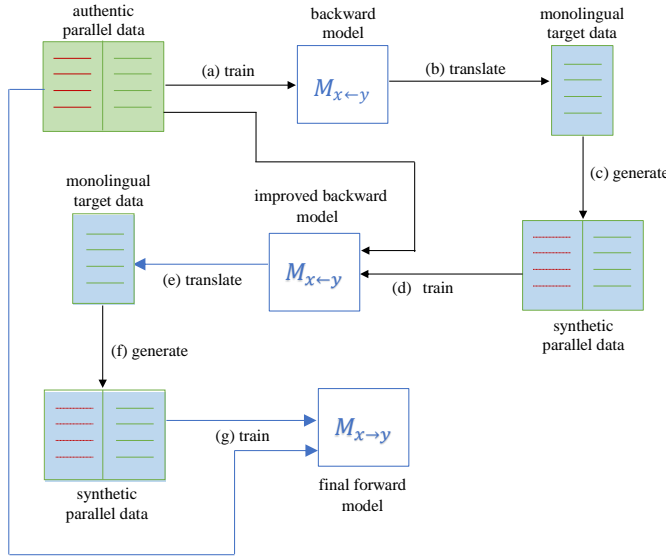 authentic
parallel data
backward
model
monolingual
target data
(a) train
M_{x←y}
(b) translate
(c) generate
monolingual
target data
improved backward
model
(e) translate
M_{x←y}
(d) train
synthetic
parallel data
(f) generate
(g) train
M_{x→y}
synthetic
parallel data
final forward
model